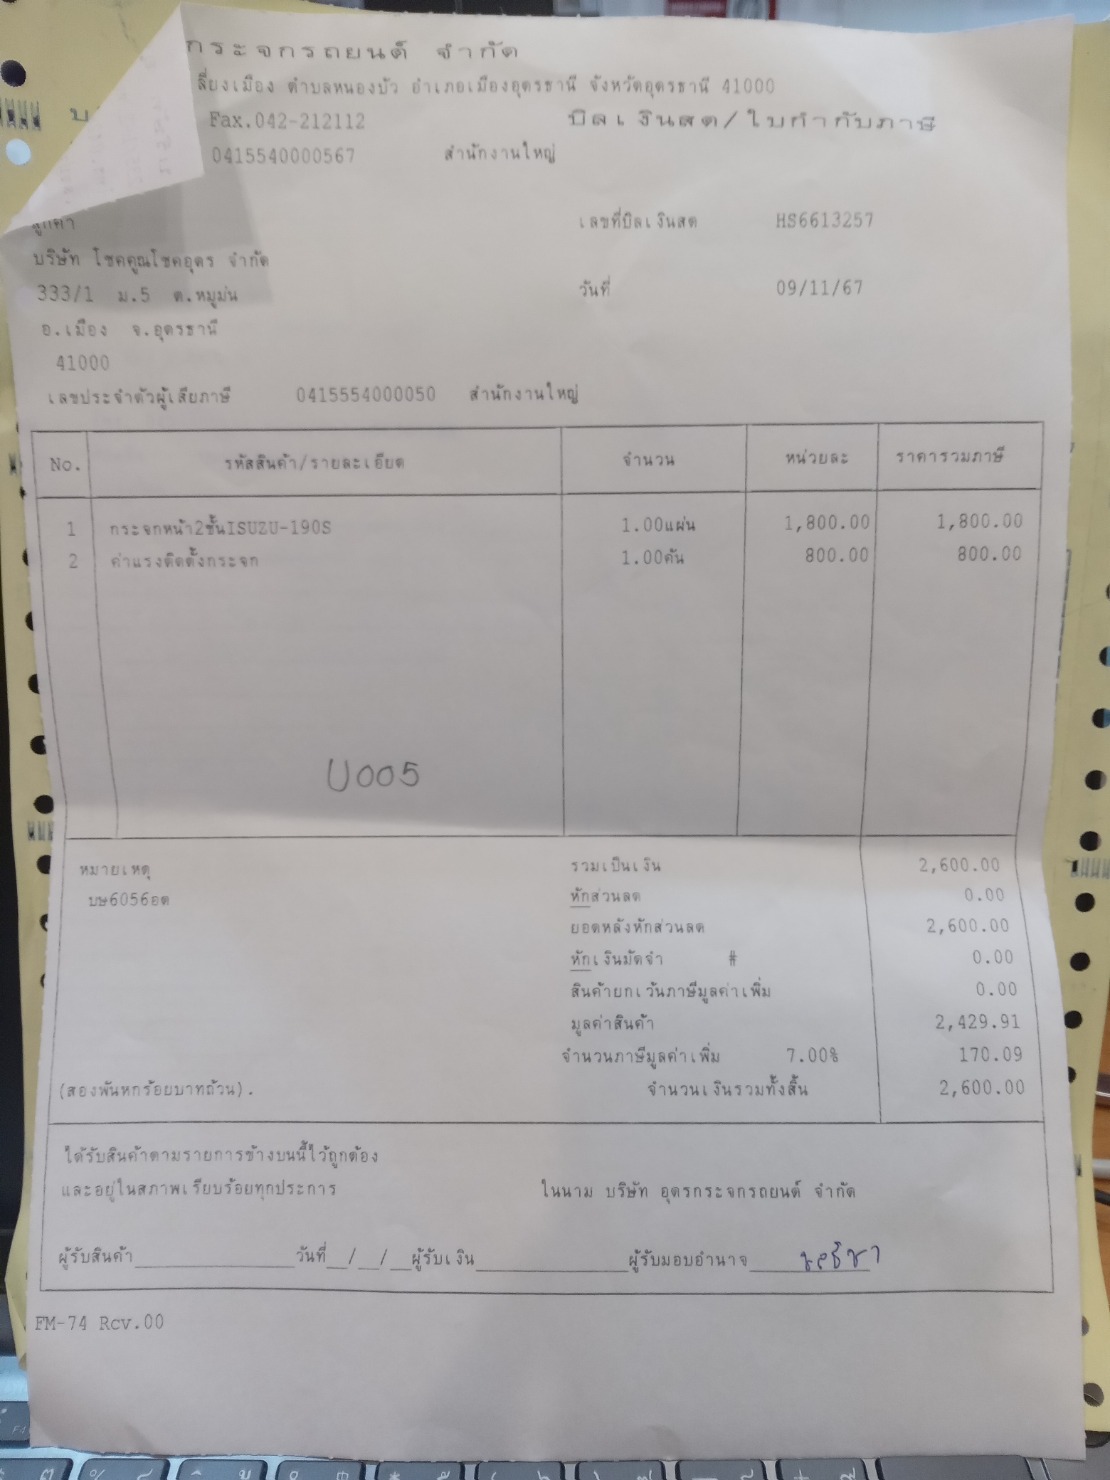 กระจกรถยนต์ จำกัด
เลี่ยงเมือง ตำบลหนองบัว อำเภอเมืองอุดรธานี จังหวัดอุดรธานี 41000
Fax.042-212112 บิลเงินสด/ใบกำกับภาษี
0415540000567 สำนักงานใหญ่
ลูกค้า เลขที่บิลเงินสด HS6613257
บริษัท โชคคูณโชคอุดร จำกัด
333/1 ม.5 ต.หมูม่น วันที่ 09/11/67
อ.เมือง จ.อุดรธานี
41000
เลขประจำตัวผู้เสียภาษี 0415554000050 สำนักงานใหญ่
No. รหัสสินค้า/รายละเอียด จำนวน หน่วยละ ราคารวมภาษี
1 กระจกหน้า2ชั้นISUZU-190S 1.00แผ่น 1,800.00 1,800.00
2 ค่าแรงติดตั้งกระจก 1.00คัน 800.00 800.00
U005
หมายเหตุ รวมเป็นเงิน 2,600.00
บษ6056อด หักส่วนลด 0.00
ยอดหลังหักส่วนลด 2,600.00
หักเงินมัดจำ # 0.00
สินค้ายกเว้นภาษีมูลค่าเพิ่ม 0.00
มูลค่าสินค้า 2,429.91
จำนวนภาษีมูลค่าเพิ่ม 7.00% 170.09
(สองพันหกร้อยบาทถ้วน). จำนวนเงินรวมทั้งสิ้น 2,600.00
ได้รับสินค้าตามรายการข้างบนนี้ไว้ถูกต้อง
และอยู่ในสภาพเรียบร้อยทุกประการ ในนาม บริษัท อุดรกระจกรถยนต์ จำกัด
ผู้รับสินค้า วันที่__/__/__ผู้รับเงิน ผู้รับมอบอำนาจ
FM-74 Rev.00